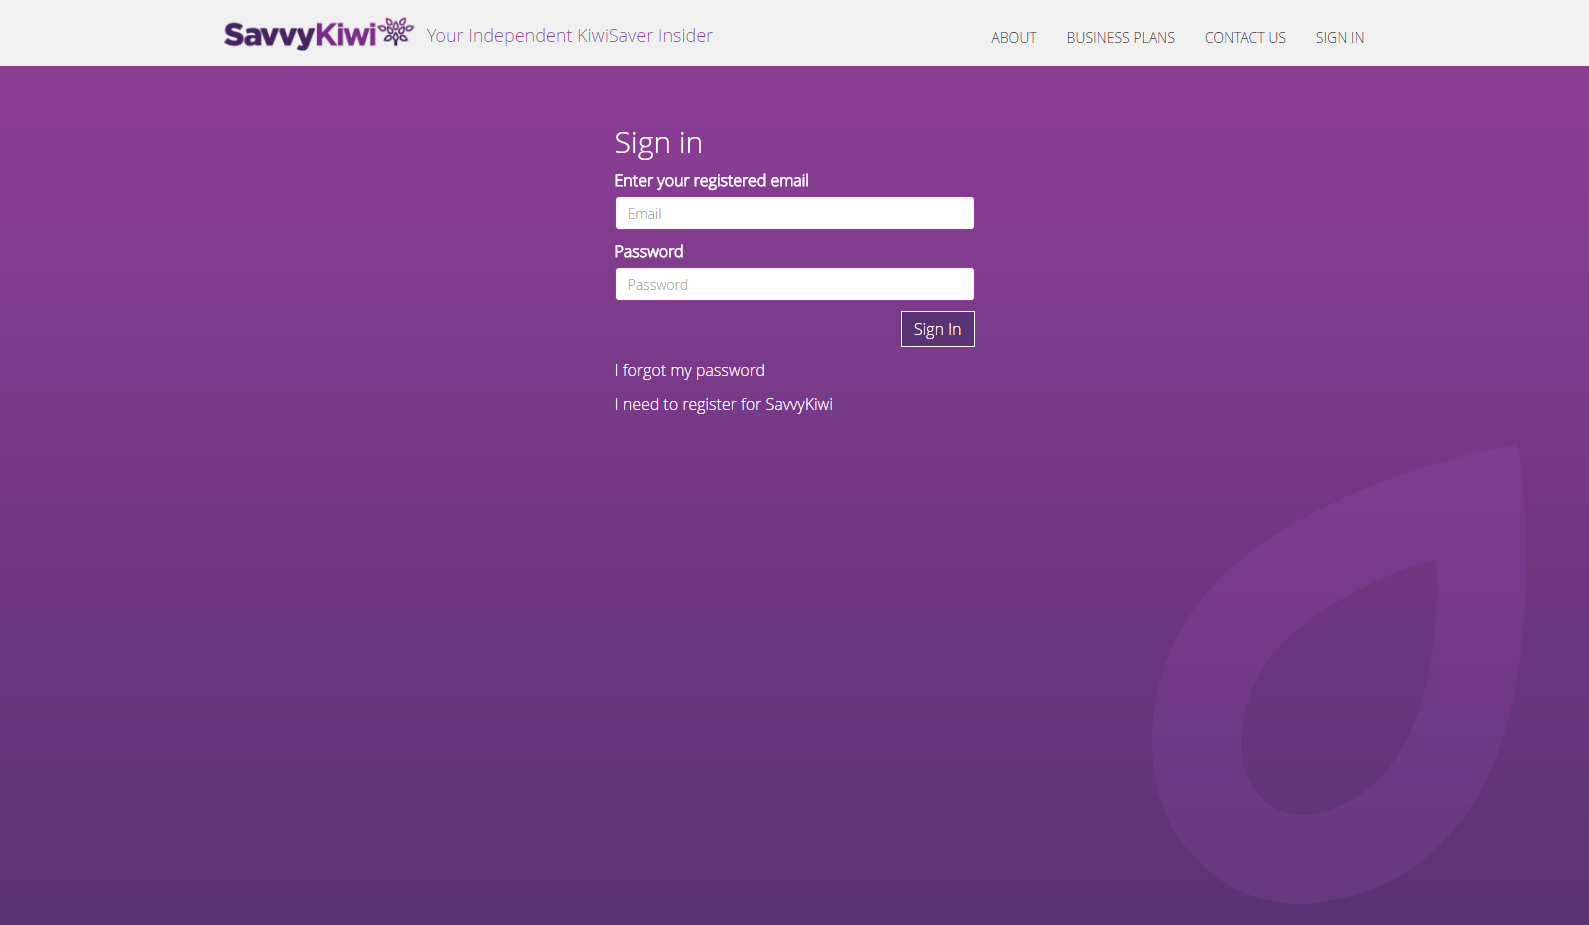 SavvyKiwi Your Independent KiwiSaver Insider
ABOUT BUSINESS PLANS CONTACT US SIGN IN
Sign in
Enter your registered email
Email
Password
Password
Sign In
I forgot my password
I need to register for SavvyKiwi